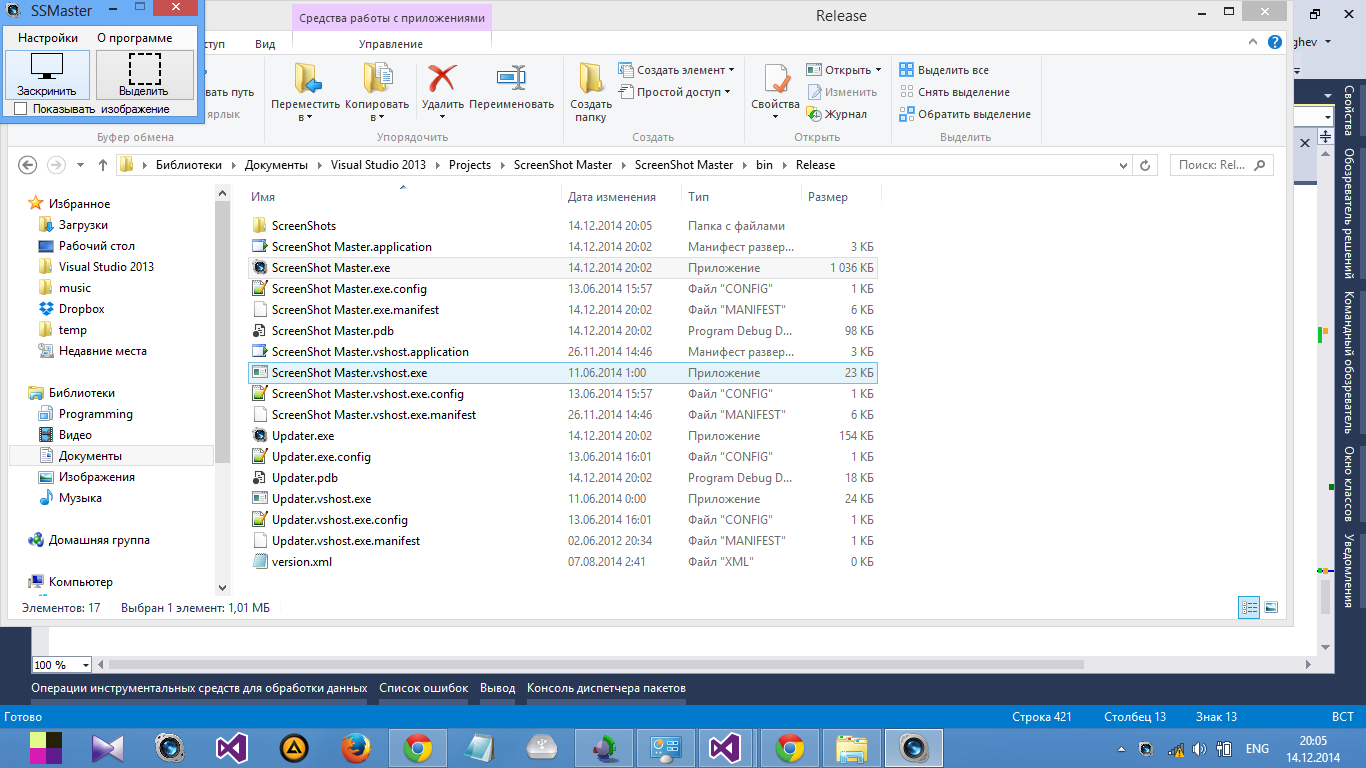 SSMaster
Настройки О программе
Заскринить Выделить
Показывать изображение
Средства работы с приложениями
Release
ступ Вид Управление
Переместить в
Копировать в
Удалить
Переименовать
Создать папку
Создать элемент
Простой доступ
Свойства
Открыть
Изменить
Журнал
Выделить все
Снять выделение
Обратить выделение
Буфер обмена Упорядочить Создать Открыть Выделить
Библиотеки Документы Visual Studio 2013 Projects ScreenShot Master ScreenShot Master bin Release
Поиск: Rel...
Избранное
Загрузки
Рабочий стол
Visual Studio 2013
music
Dropbox
temp
Недавние места
Библиотеки
Programming
Видео
Документы
Изображения
Музыка
Домашняя группа
Компьютер
Имя Дата изменения Тип Размер
ScreenShots 14.12.2014 20:05 Папка с файлами
ScreenShot Master.application 14.12.2014 20:02 Манифест развер... 3 КБ
ScreenShot Master.exe 14.12.2014 20:02 Приложение 1 036 КБ
ScreenShot Master.exe.config 13.06.2014 15:57 Файл "CONFIG" 1 КБ
ScreenShot Master.exe.manifest 14.12.2014 20:02 Файл "MANIFEST" 6 КБ
ScreenShot Master.pdb 14.12.2014 20:02 Program Debug D... 98 КБ
ScreenShot Master.vshost.application 26.11.2014 14:46 Манифест развер... 3 КБ
ScreenShot Master.vshost.exe 11.06.2014 1:00 Приложение 23 КБ
ScreenShot Master.vshost.exe.config 13.06.2014 15:57 Файл "CONFIG" 1 КБ
ScreenShot Master.vshost.exe.manifest 26.11.2014 14:46 Файл "MANIFEST" 6 КБ
Updater.exe 14.12.2014 20:02 Приложение 154 КБ
Updater.exe.config 13.06.2014 16:01 Файл "CONFIG" 1 КБ
Updater.pdb 14.12.2014 20:02 Program Debug D... 18 КБ
Updater.vshost.exe 11.06.2014 0:00 Приложение 24 КБ
Updater.vshost.exe.config 13.06.2014 16:01 Файл "CONFIG" 1 КБ
Updater.vshost.exe.manifest 02.06.2012 20:34 Файл "MANIFEST" 1 КБ
version.xml 07.08.2014 2:41 Файл "XML" 0 КБ
Элементов: 17 Выбран 1 элемент: 1,01 МБ
Свойства
Обозреватель решений
Командный обозреватель
Окно классов
Уведомления
100 %
Операции инструментальных средств для обработки данных Список ошибок Вывод Консоль диспетчера пакетов
Готово Строка 421 Столбец 13 Знак 13 ВСТ
ENG
20:05
14.12.2014